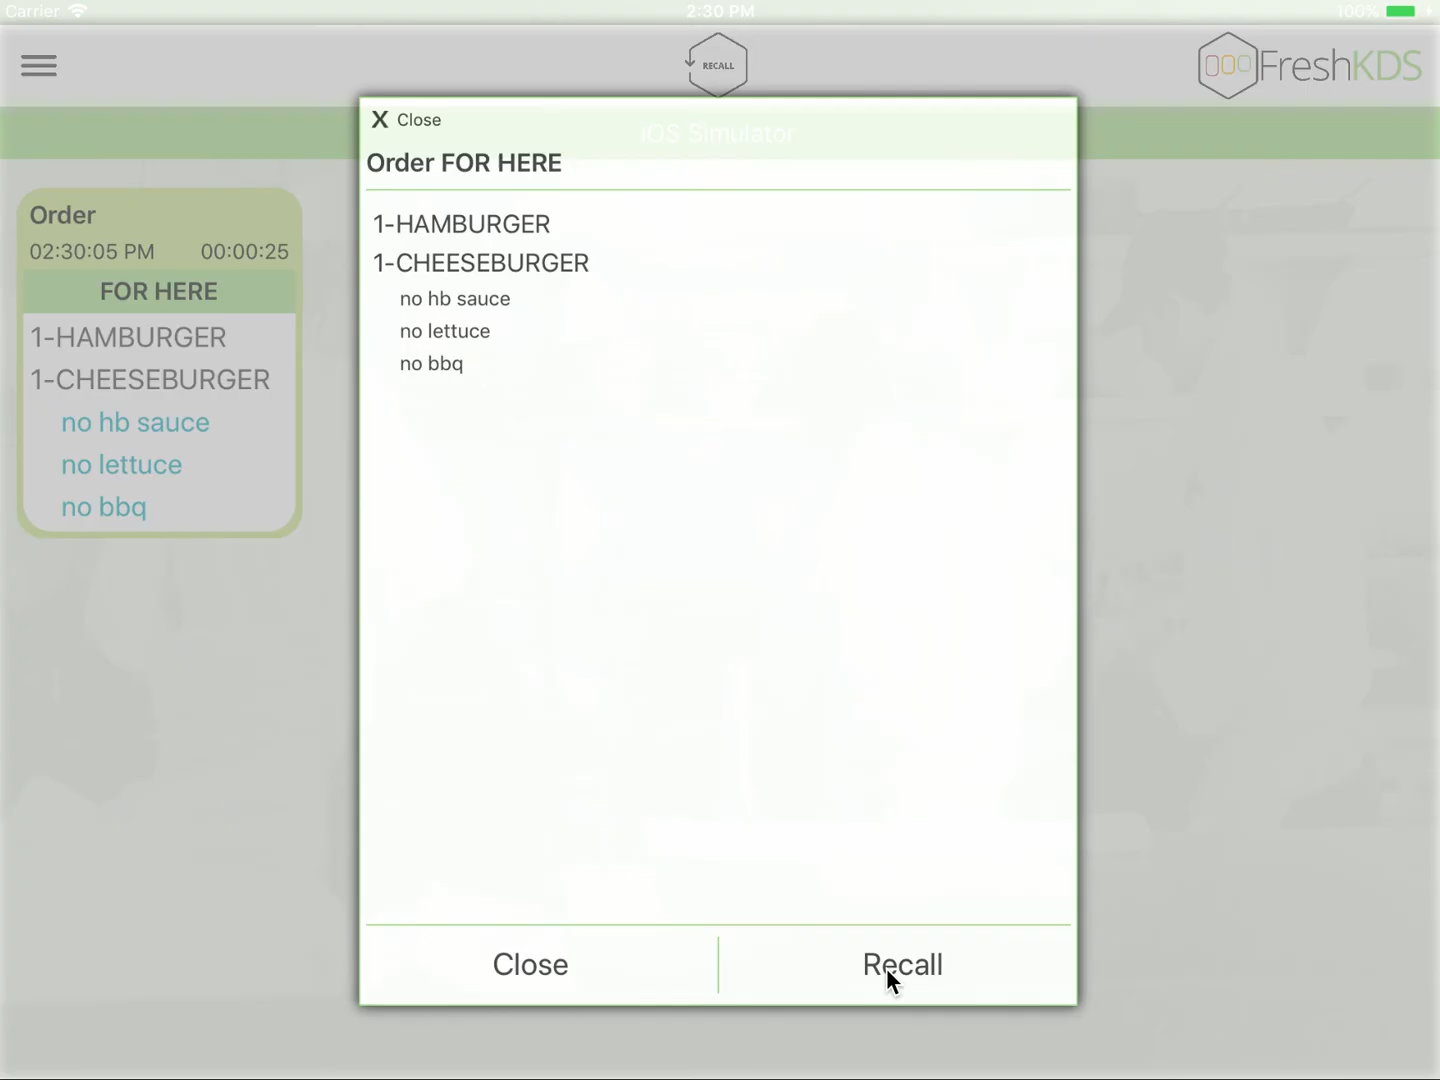 Carrier
2:30 PM
100%
RECALL
FreshKDS
iOS Simulator
X Close
Order FOR HERE
1-HAMBURGER
1-CHEESEBURGER
no hb sauce
no lettuce
no bbq
Close
Recall
Order
02:30:05 PM 00:00:25
FOR HERE
1-HAMBURGER
1-CHEESEBURGER
no hb sauce
no lettuce
no bbq